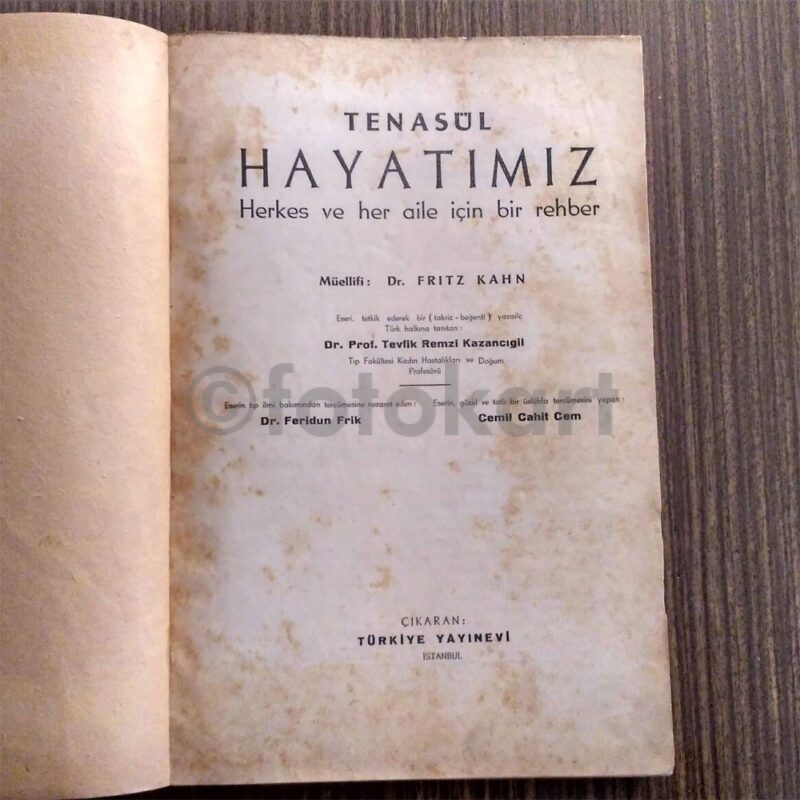 TENASÜL
HAYATIMIZ
Herkes ve her aile için bir rehber
Müellifi: Dr. FRITZ KAHN
Eseri, tetkik ederek bir (takriz - beğenti) yazısile
Türk halkına tanıtan:
Dr. Prof. Tevfik Remzi Kazancıgil
Tıp Fakültesi Kadın Hastalıkları ve Doğum
Profesörü
Eserin tıp ilmi bakımından tercümesine nezaret eden:
Dr. Feridun Frik
Eserin, güzel ve tatlı bir üslûbla tercümesini yapan:
Cemil Cahit Cem
©fotokart
ÇIKARAN:
TÜRKİYE YAYINEVİ
İSTANBUL